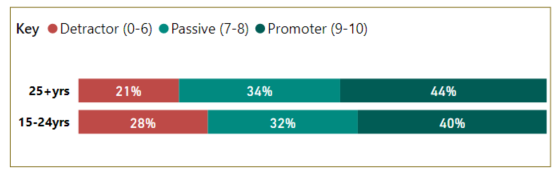 Key Detractor (0-6) Passive (7-8) Promoter (9-10)
25+yrs 21% 34% 44%
15-24yrs 28% 32% 40%